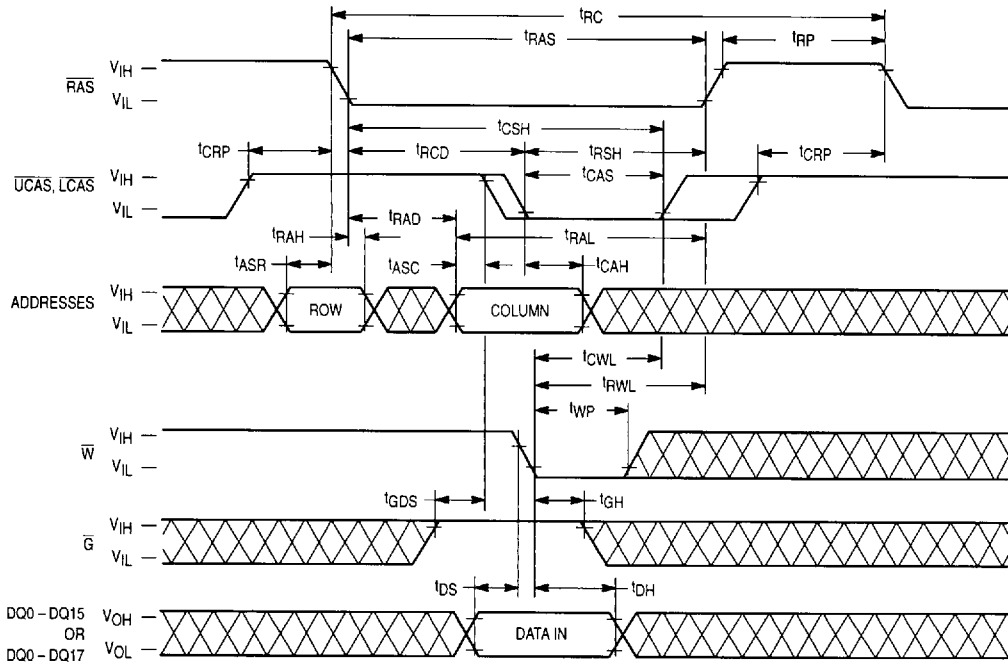 tRC
tRAS
tRP
RAS
VIH
VIL
tCSH
tCRP
tRCD
tRSH
tCRP
UCAS, LCAS
VIH
VIL
tCAS
tRAD
tRAH
tRAL
tASR
tASC
tCAH
ADDRESSES
VIH
VIL
ROW
COLUMN
tCWL
tRWL
tWP
W
VIH
VIL
tGDS
tGH
G
VIH
VIL
tDS
tDH
DQ0 – DQ15
OR
DQ0 – DQ17
VOH
VOL
DATA IN